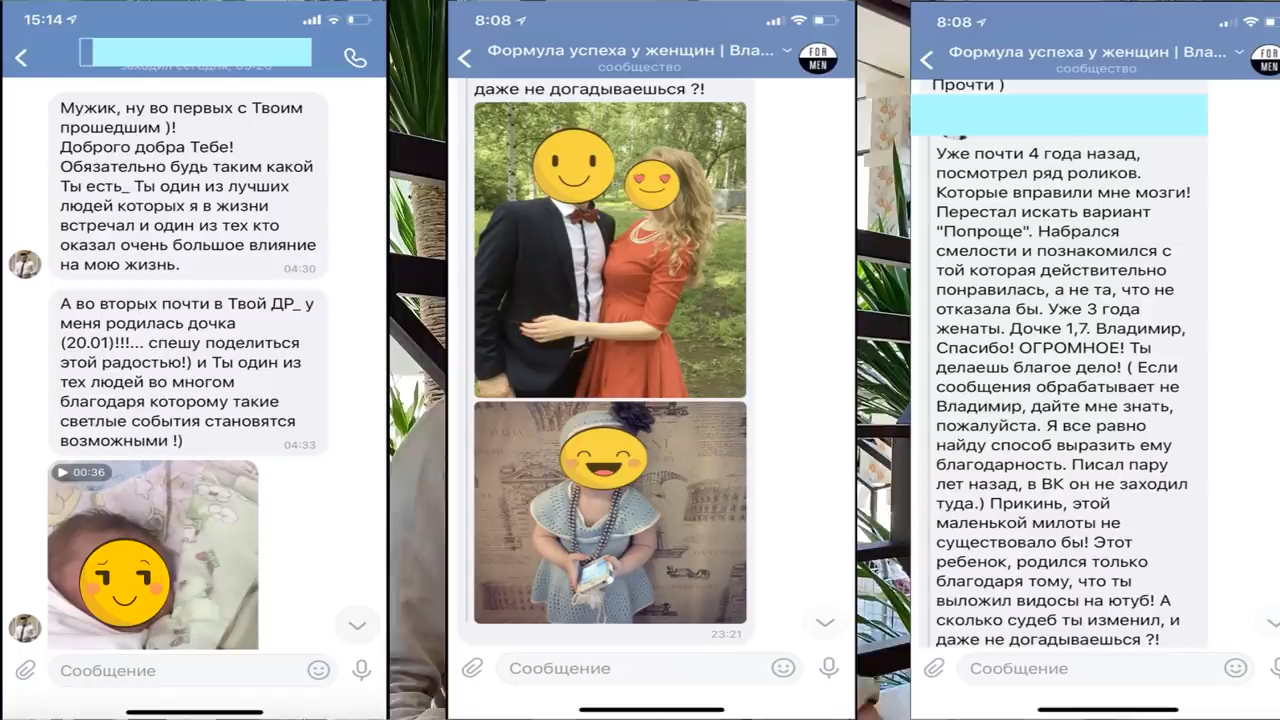 15:14
Мужик, ну во первых с Твоим
прошедшим )!
Доброго добра Тебе!
Обязательно будь таким какой
Ты есть_ Ты один из лучших
людей которых я в жизни
встречал и один из тех кто
оказал очень большое влияние
на мою жизнь.
04:30
А во вторых почти в Твой ДР_ у
меня родилась дочка
(20.01)!!!... спешу поделиться
этой радостью!) и Ты один из
тех людей во многом
благодаря которому такие
светлые события становятся
возможными !)
04:33
00:36
Сообщение
8:08
Формула успеха у женщин | Вла...
сообщество
FOR
MEN
даже не догадываешься ?!
23:21
Сообщение
8:08
Формула успеха у женщин | Вла...
сообщество
FOR
MEN
Прочти )
Уже почти 4 года назад,
посмотрел ряд роликов.
Которые вправили мне мозги!
Перестал искать вариант
"Попроще". Набрался
смелости и познакомился с
той которая действительно
понравилась, а не та, что не
отказала бы. Уже 3 года
женаты. Дочке 1,7. Владимир,
Спасибо! ОГРОМНОЕ! Ты
делаешь благое дело! ( Если
сообщения обрабатывает не
Владимир, дайте мне знать,
пожалуйста. Я все равно
найду способ выразить ему
благодарность. Писал пару
лет назад, в ВК он не заходил
туда.) Прикинь, этой
маленькой милоты не
существовало бы! Этот
ребенок, родился только
благодаря тому, что ты
выложил видосы на ютуб! А
сколько судеб ты изменил, и
даже не догадываешься ?!
Сообщение